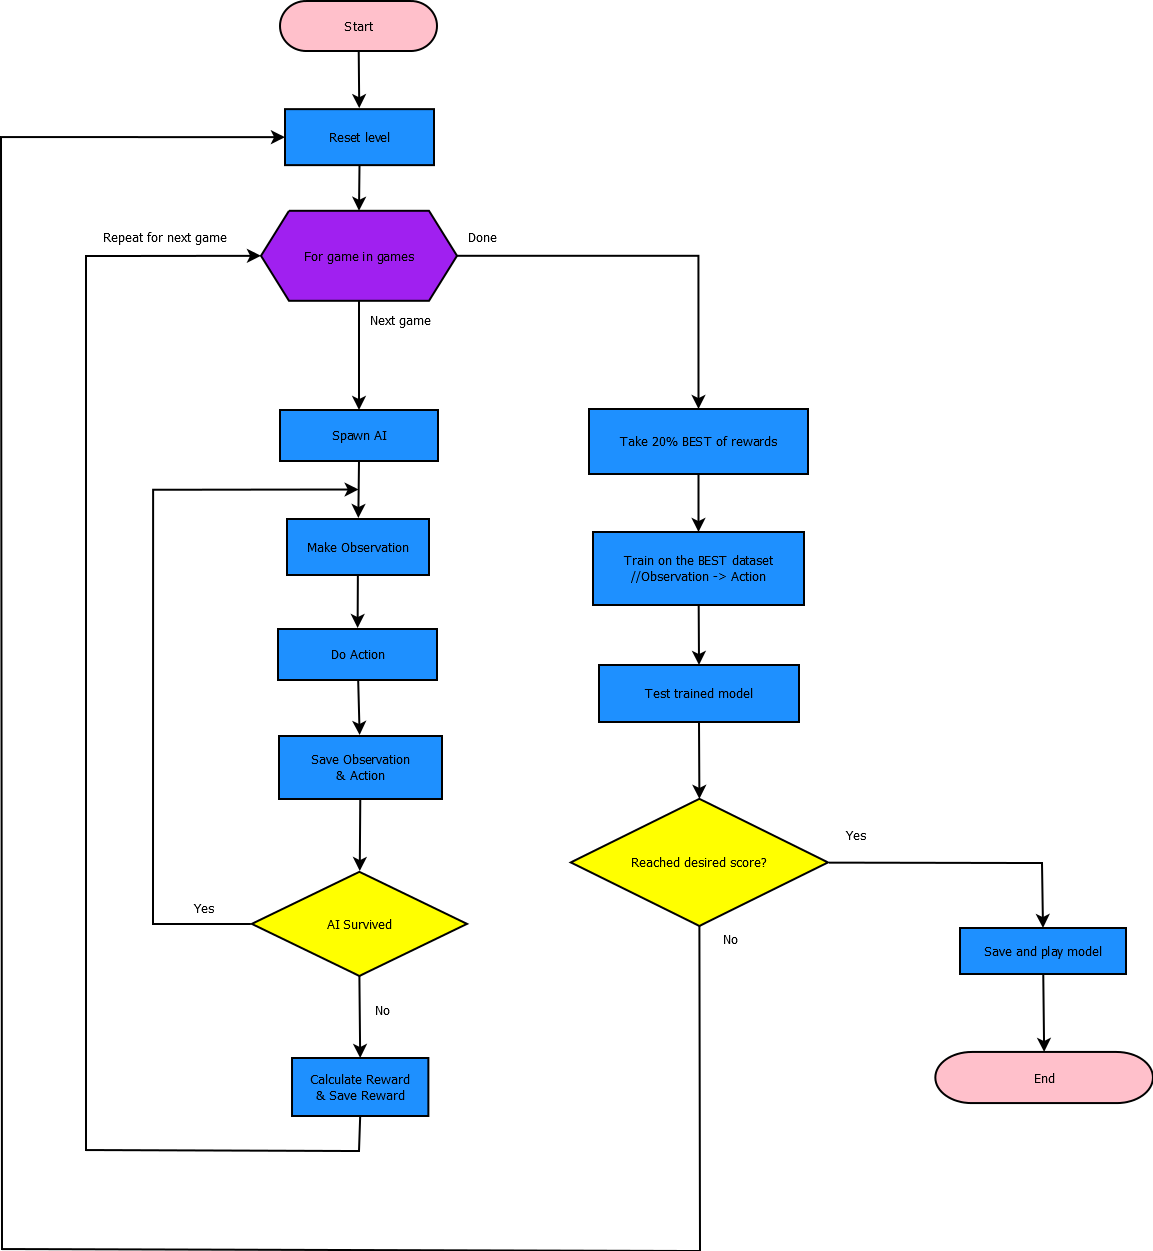 Start
Reset level
Repeat for next game
Done
For game in games
Next game
Spawn AI
Make Observation
Do Action
Save Observation
& Action
Yes
AI Survived
No
Calculate Reward
& Save Reward
Take 20% BEST of rewards
Train on the BEST dataset
//Observation -> Action
Test trained model
Reached desired score?
Yes
No
Save and play model
End